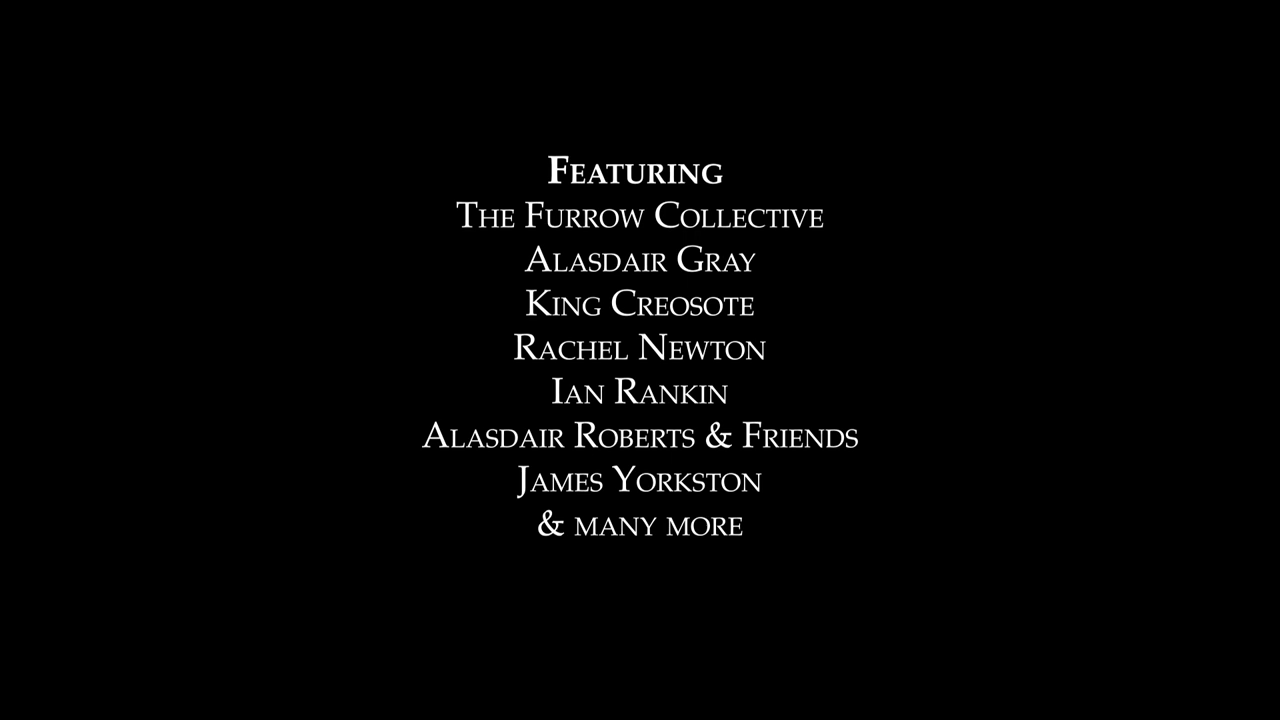 Featuring
The Furrow Collective
Alasdair Gray
King Creosote
Rachel Newton
Ian Rankin
Alasdair Roberts & Friends
James Yorkston
& many more